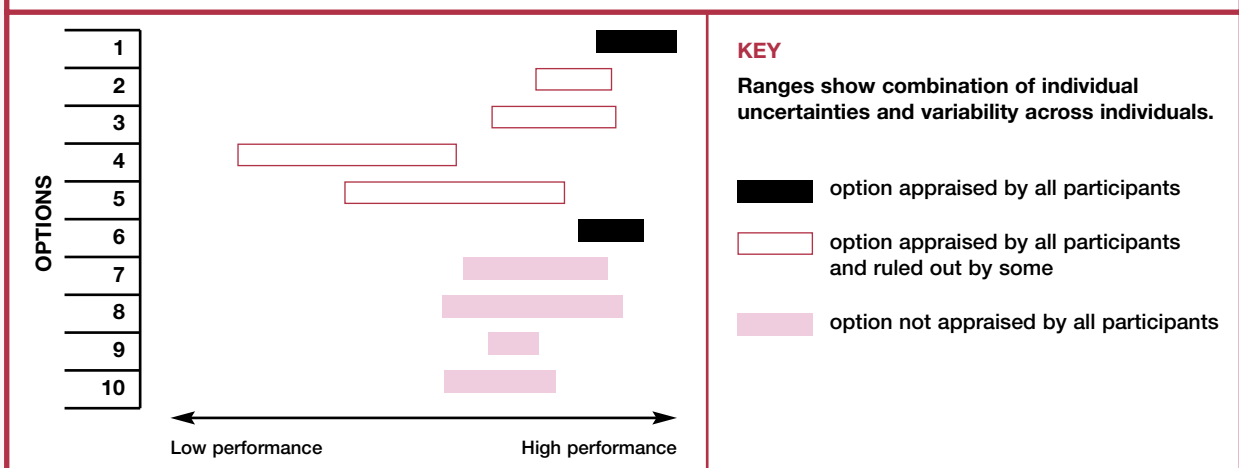 OPTIONS
1
2
3
4
5
6
7
8
9
10
Low performance
High performance
KEY
Ranges show combination of individual
uncertainties and variability across individuals.
option appraised by all participants
option appraised by all participants
and ruled out by some
option not appraised by all participants